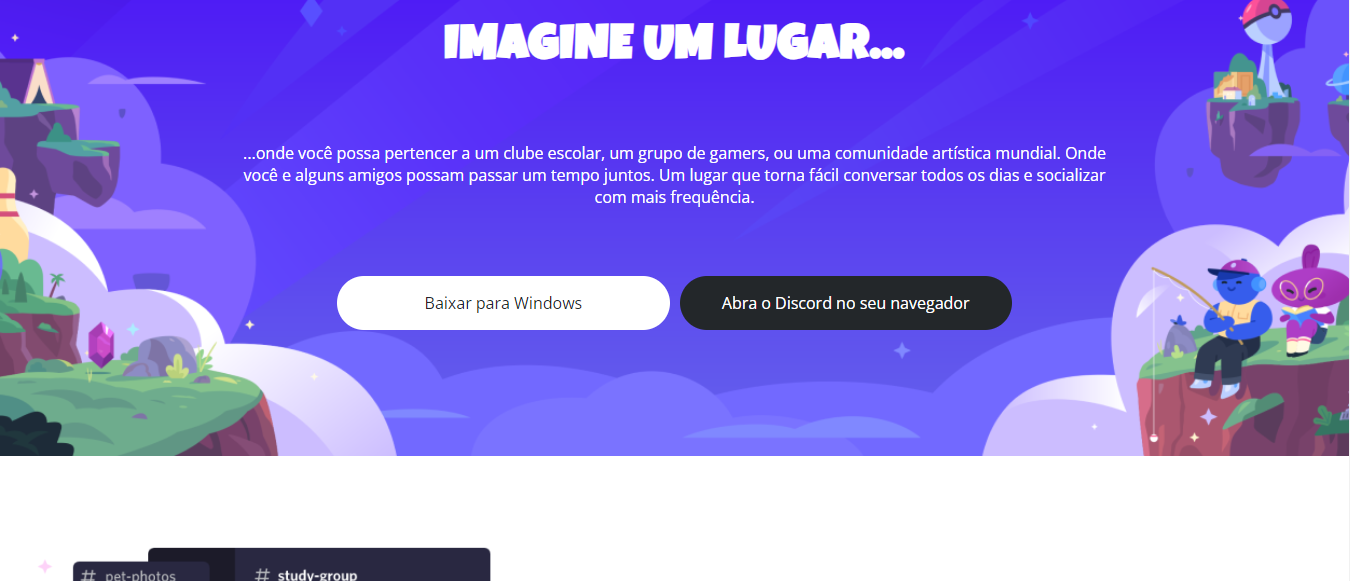 IMAGINE UM LUGAR...
...onde você possa pertencer a um clube escolar, um grupo de gamers, ou uma comunidade artística mundial. Onde
você e alguns amigos possam passar um tempo juntos. Um lugar que torna fácil conversar todos os dias e socializar
com mais frequência.
Baixar para Windows
Abra o Discord no seu navegador
# pet-photos
# study-group